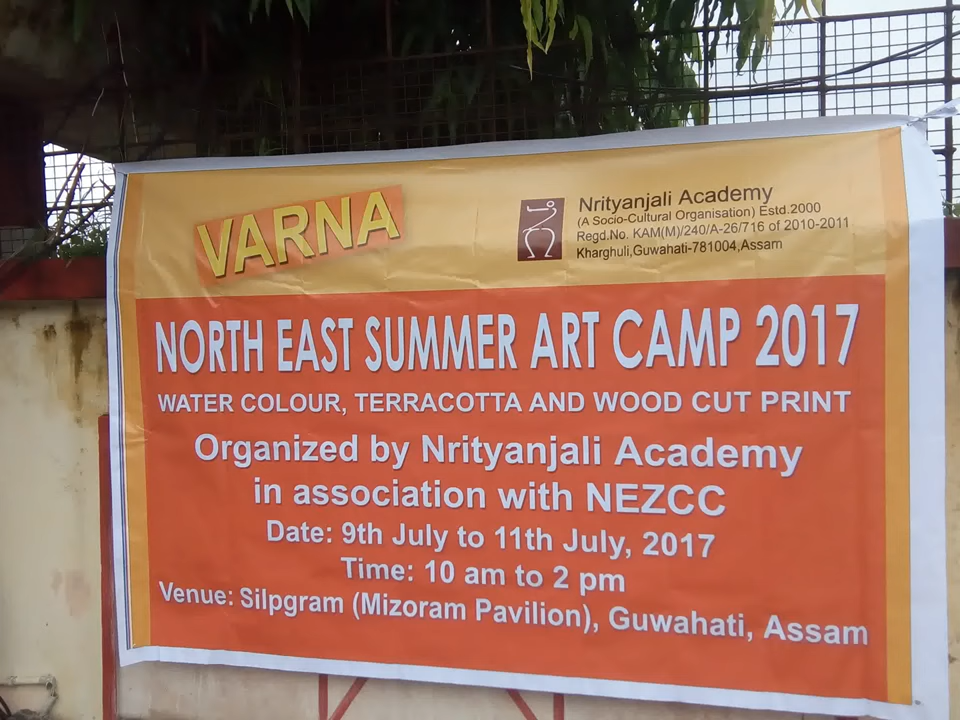 VARNA
Nrityanjali Academy
(A Socio-Cultural Organisation) Estd.2000
Regd.No. KAM(M)/240/A-26/716 of 2010-2011
Kharghuli,Guwahati-781004,Assam
NORTH EAST SUMMER ART CAMP 2017
WATER COLOUR, TERRACOTTA AND WOOD CUT PRINT
Organized by Nrityanjali Academy
in association with NEZCC
Date: 9th July to 11th July, 2017
Time: 10 am to 2 pm
Venue: Silpgram (Mizoram Pavilion), Guwahati, Assam